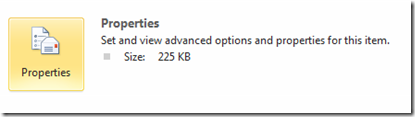 Properties
Properties
Set and view advanced options and properties for this item.
Size: 225 KB